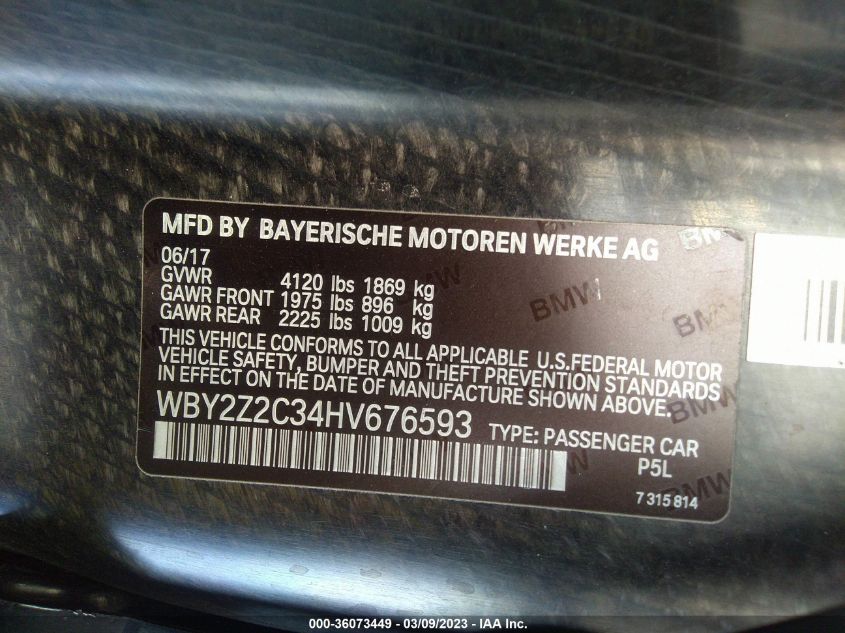 MFD BY BAYERISCHE MOTOREN WERKE AG
06/17
GVWR 4120 lbs 1869 kg
GAWR FRONT 1975 lbs 896 kg
GAWR REAR 2225 lbs 1009 kg
THIS VEHICLE CONFORMS TO ALL APPLICABLE U.S.FEDERAL MOTOR
VEHICLE SAFETY, BUMPER AND THEFT PREVENTION STANDARDS
IN EFFECT ON THE DATE OF MANUFACTURE SHOWN ABOVE.
WBY2Z2C34HV676593 TYPE: PASSENGER CAR
P5L
7 315 814
BMW
BMW
BMW
000-36073449 - 03/09/2023 - IAA Inc.